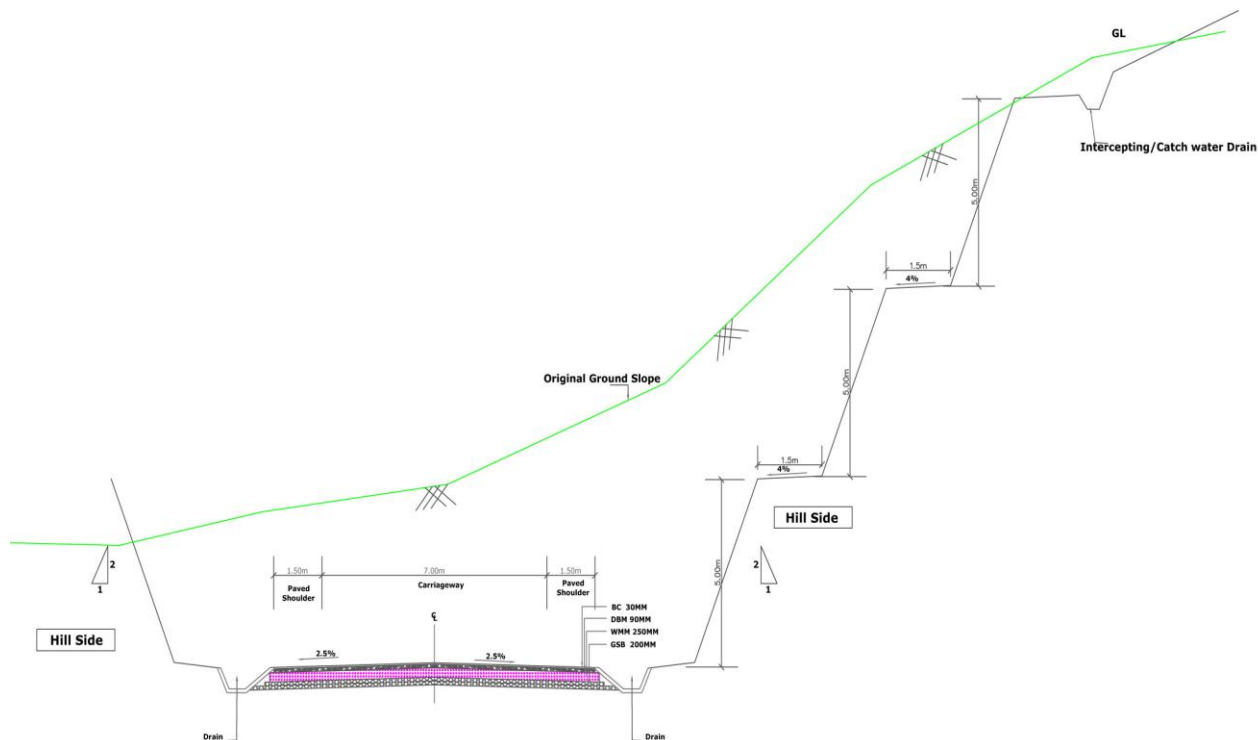 GL
Intercepting/Catch water Drain
5.00m
1.5m
4%
Original Ground Slope
5.00m
1.5m
4%
Hill Side
5.00m
2
1
2
1
1.50m
7.00m
1.50m
Paved
Shoulder
Carriageway
Paved
Shoulder
BC 30MM
DBM 90MM
WMM 250MM
GSB 200MM
℄
Hill Side
2.5%
2.5%
Drain
Drain